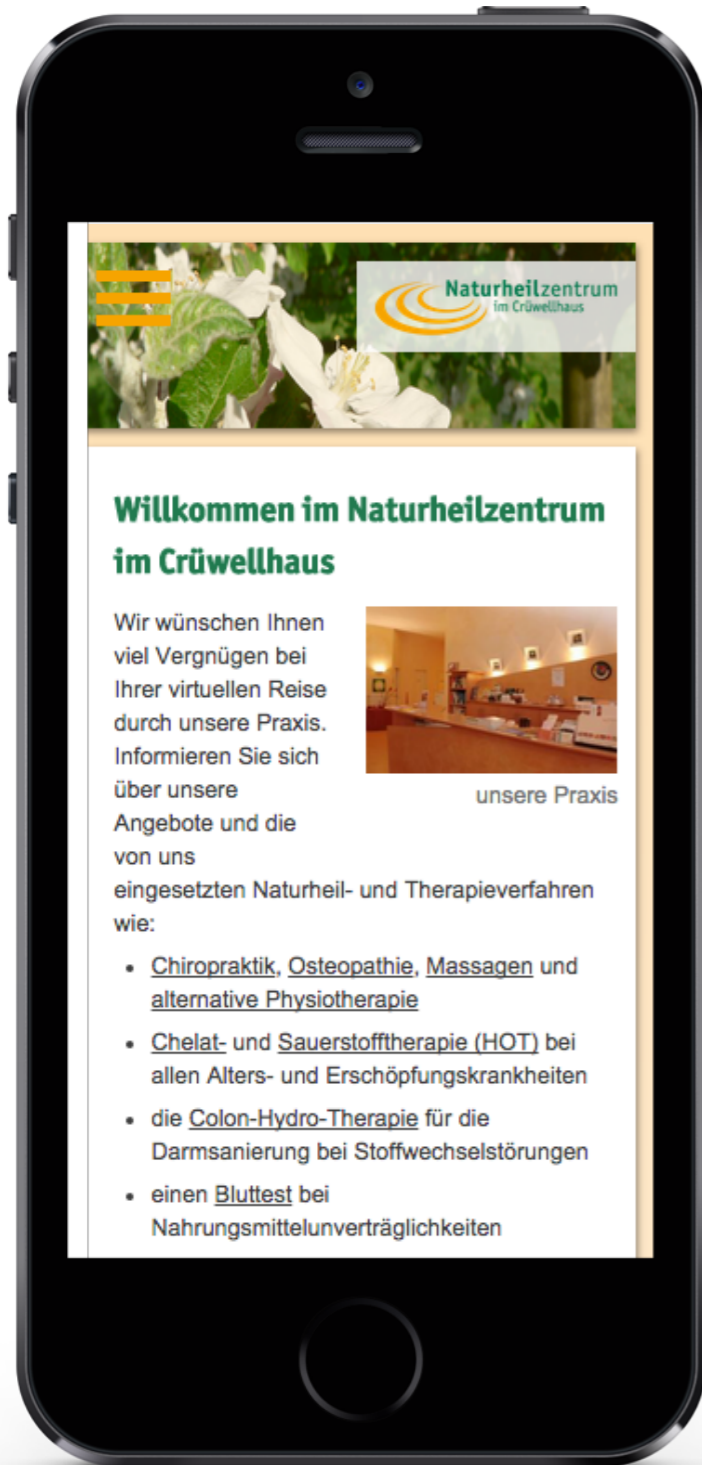 Naturheilzentrum
im Crüwellhaus
Willkommen im Naturheilzentrum
im Crüwellhaus
Wir wünschen Ihnen
viel Vergnügen bei
Ihrer virtuellen Reise
durch unsere Praxis.
Informieren Sie sich
über unsere
Angebote und die
von uns
unsere Praxis
eingesetzten Naturheil- und Therapieverfahren
wie:
• Chiropraktik, Osteopathie, Massagen und
alternative Physiotherapie
• Chelat- und Sauerstofftherapie (HOT) bei
allen Alters- und Erschöpfungskrankheiten
• die Colon-Hydro-Therapie für die
Darmsanierung bei Stoffwechselstörungen
• einen Bluttest bei
Nahrungsmittelunverträglichkeiten